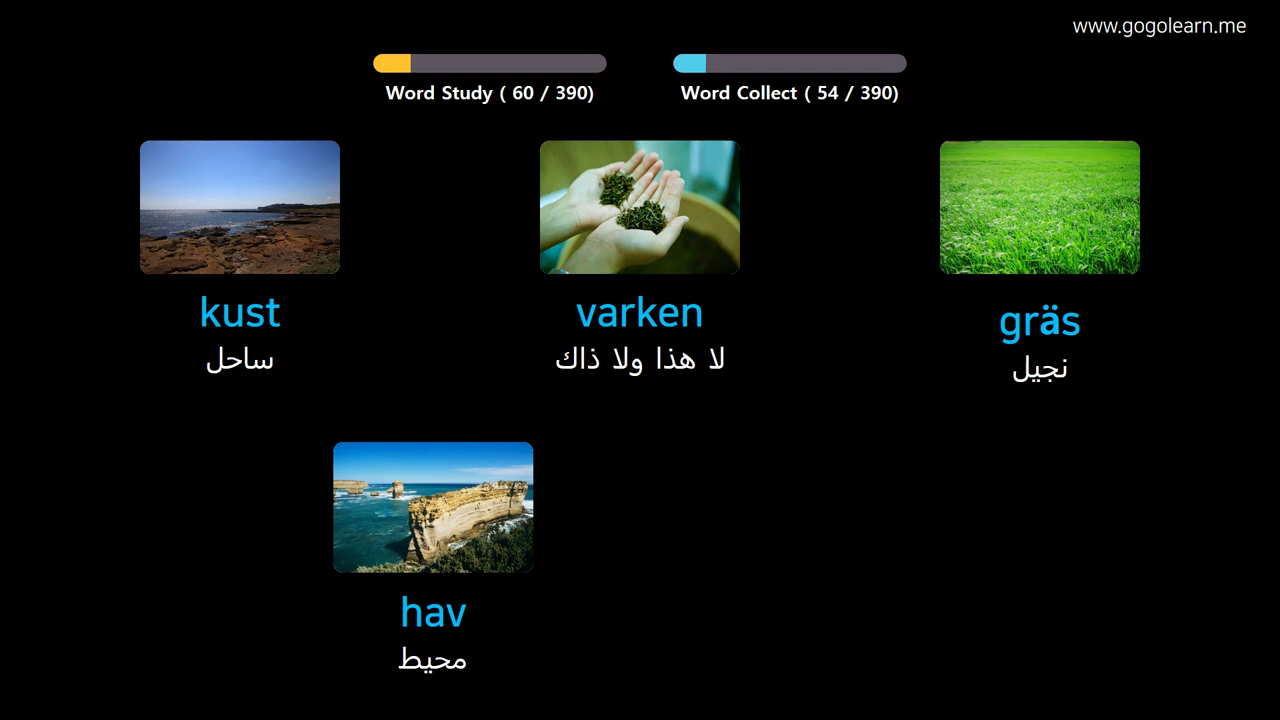 www.gogolearn.me
Word Study ( 60 / 390)
Word Collect ( 54 / 390)
kust
ساحل
varken
لا هذا ولا ذاك
gräs
نجيل
hav
محيط